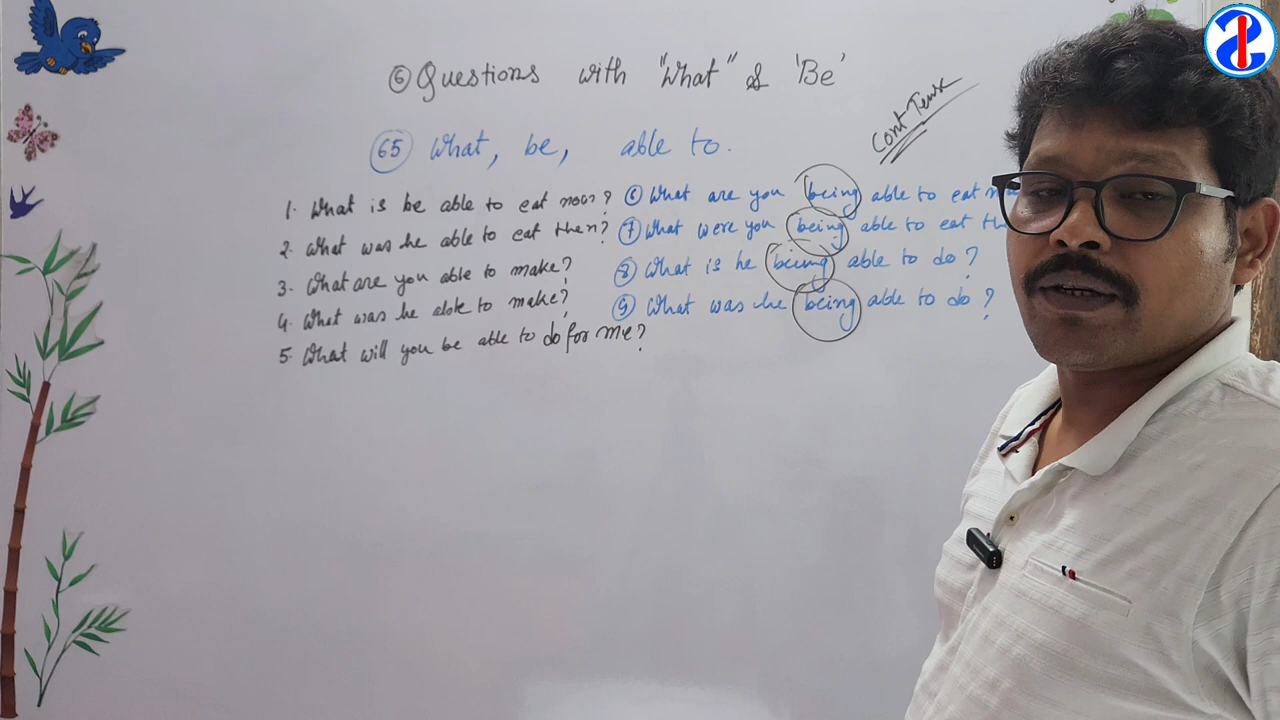 ⑥ Questions with "What" & 'Be'
Cont Tense
65 What, be, able to.
1. What is be able to eat now?
2. What was he able to eat then?
3. What are you able to make?
4. What was he able to make?
5. What will you be able to do for me?
⑥ What are you being able to eat
⑦ What were you being able to eat
⑧ What is he being able to do?
⑨ What was he being able to do?